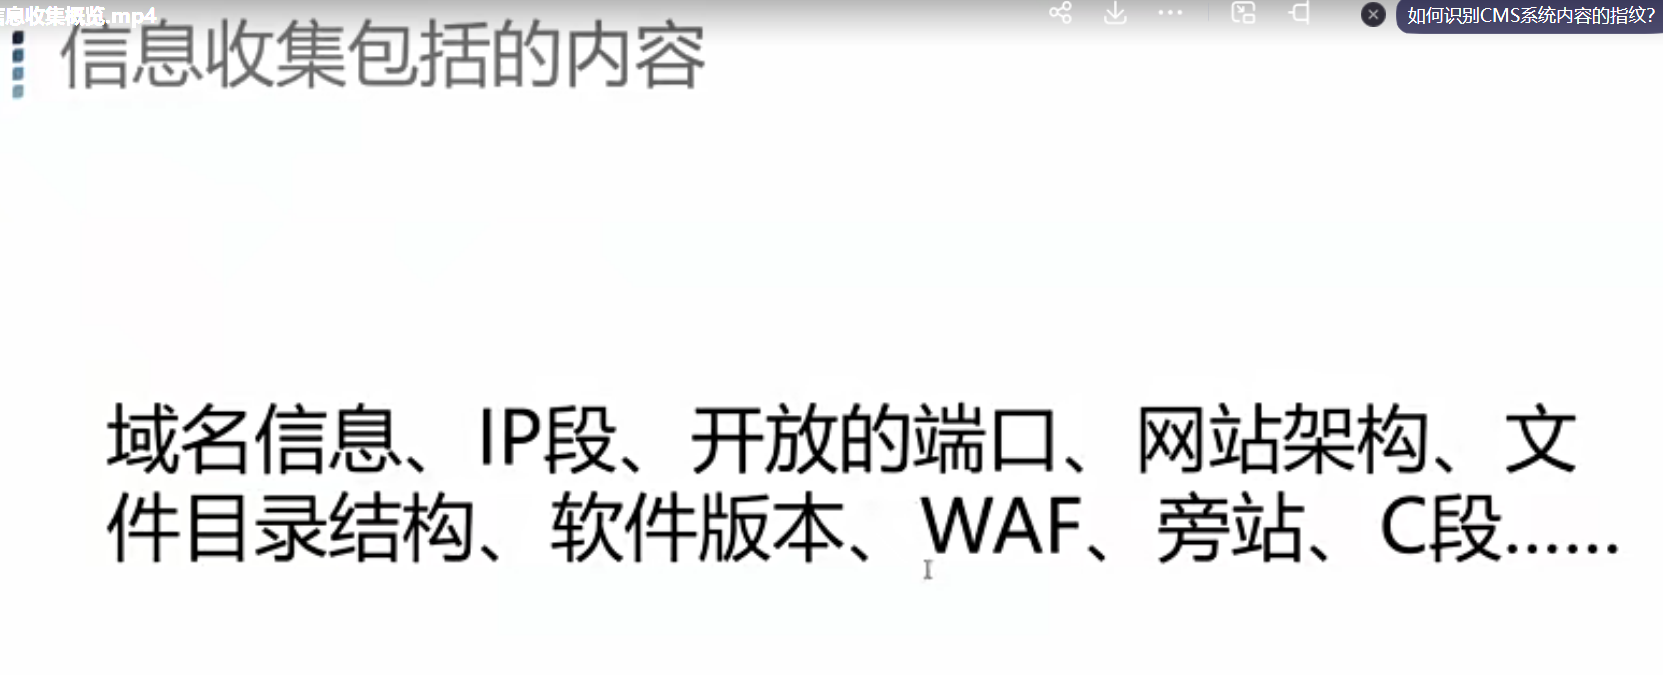 信息收集概览.mp4
如何识别CMS系统内容的指纹?
信息收集包括的内容
域名信息、IP段、开放的端口、网站架构、文
件目录结构、软件版本、WAF、旁站、C段......